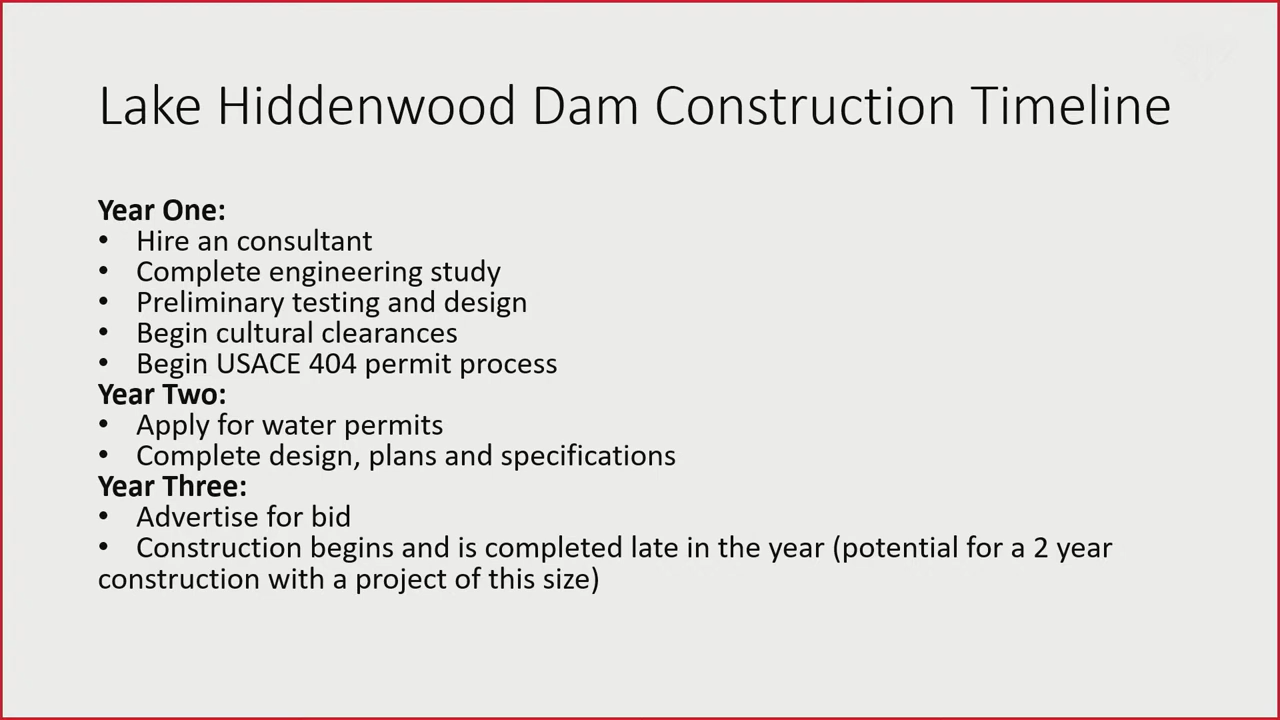 Lake Hiddenwood Dam Construction Timeline
Year One:
• Hire an consultant
• Complete engineering study
• Preliminary testing and design
• Begin cultural clearances
• Begin USACE 404 permit process
Year Two:
• Apply for water permits
• Complete design, plans and specifications
Year Three:
• Advertise for bid
• Construction begins and is completed late in the year (potential for a 2 year
construction with a project of this size)